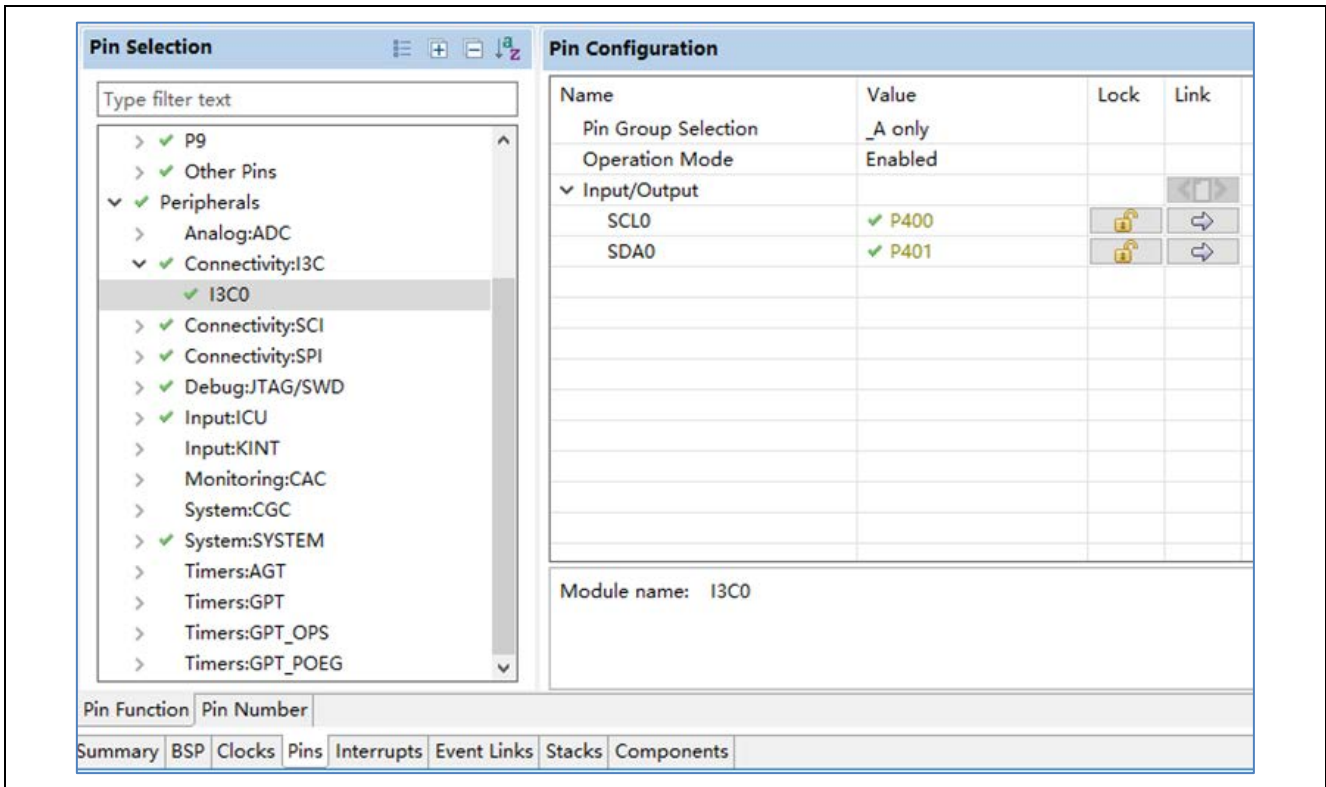 Pin Selection
Type filter text
P9
Other Pins
Peripherals
Analog:ADC
Connectivity:I3C
I3C0
Connectivity:SCI
Connectivity:SPI
Debug:JTAG/SWD
Input:ICU
Input:KINT
Monitoring:CAC
System:CGC
System:SYSTEM
Timers:AGT
Timers:GPT
Timers:GPT_OPS
Timers:GPT_POEG
Pin Configuration
Name Value Lock Link
Pin Group Selection _A only
Operation Mode Enabled
Input/Output
SCL0 P400
SDA0 P401
Module name: I3C0
Pin Function Pin Number
Summary BSP Clocks Pins Interrupts Event Links Stacks Components